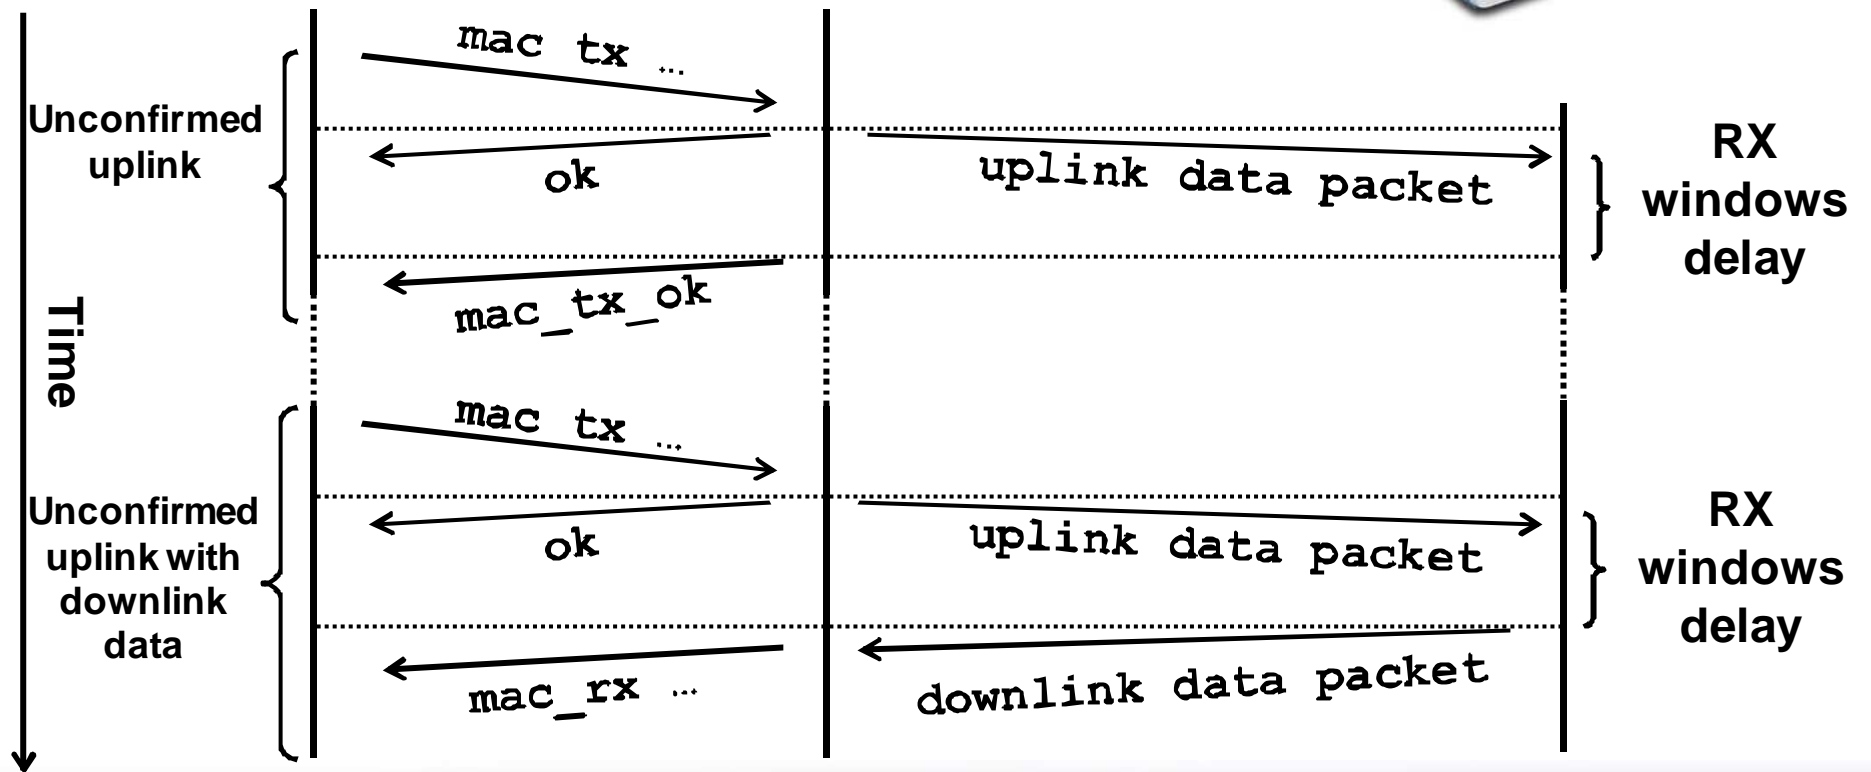 mac tx ...
Unconfirmed
uplink
ok
uplink data packet
RX
windows
delay
mac_tx_ok
Time
mac tx ...
Unconfirmed
uplink with
downlink
data
ok
uplink data packet
RX
windows
delay
mac_rx ...
downlink data packet